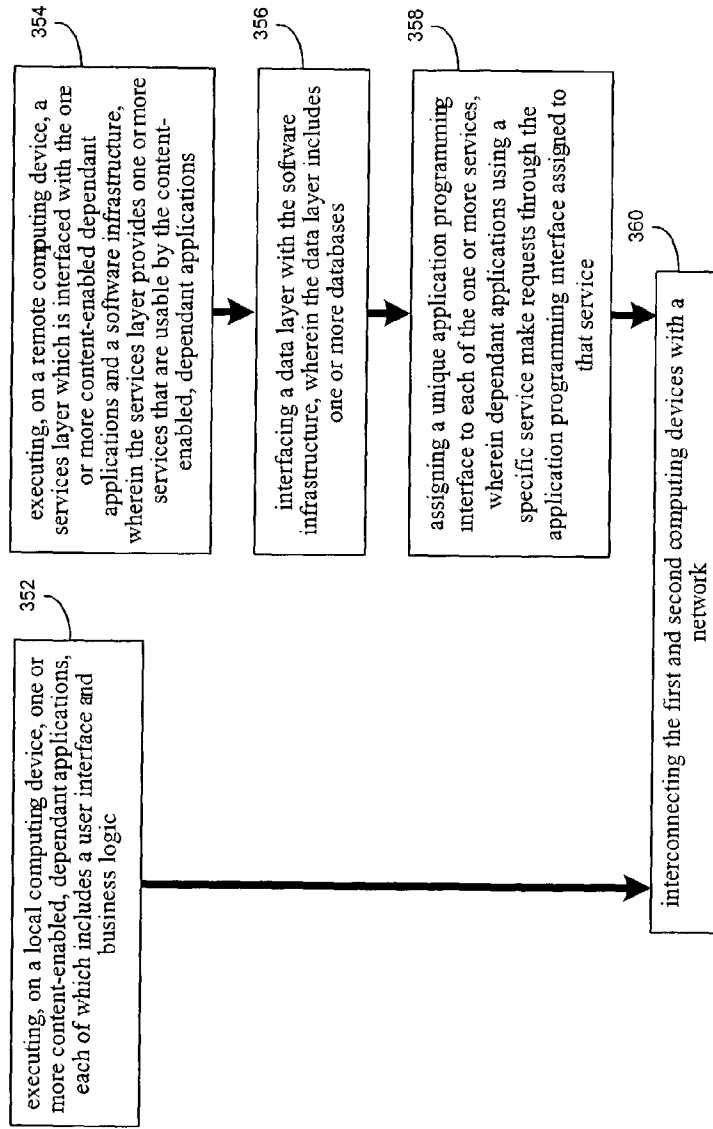 352
executing, on a local computing device, one or
more content-enabled, dependant applications,
each of which includes a user interface and
business logic
354
executing, on a remote computing device, a
services layer which is interfaced with the ore
or more content-enabled dependant
applications and a software infrastructure,
wherein the services layer provides one or more
services that are usable by the content-
enabled, dependant applications
356
interfacing a data layer with the software
infrastructure, wherein the data layer includes
one or more databases
358
assigning a unique application programming
interface to each of the one or more services,
wherein dependant applications using a
specific service make requests through the
application programming interface assigned to
that service
360
interconnecting the first and second computing devices with a
network